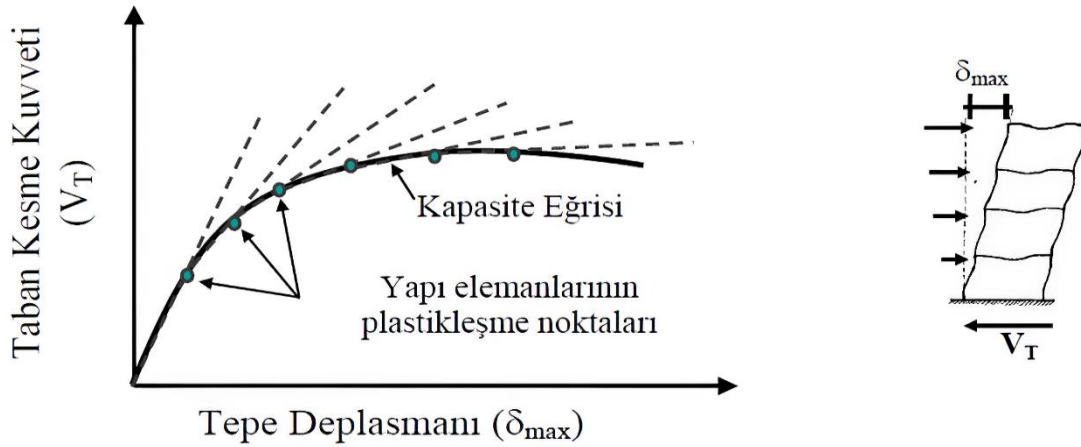 Taban Kesme Kuvveti
(V_T)
Kapasite Eğrisi
Yapı elemanlarının
plastikleşme noktaları
Tepe Deplasmanı (δ_max)
δ_max
V_T